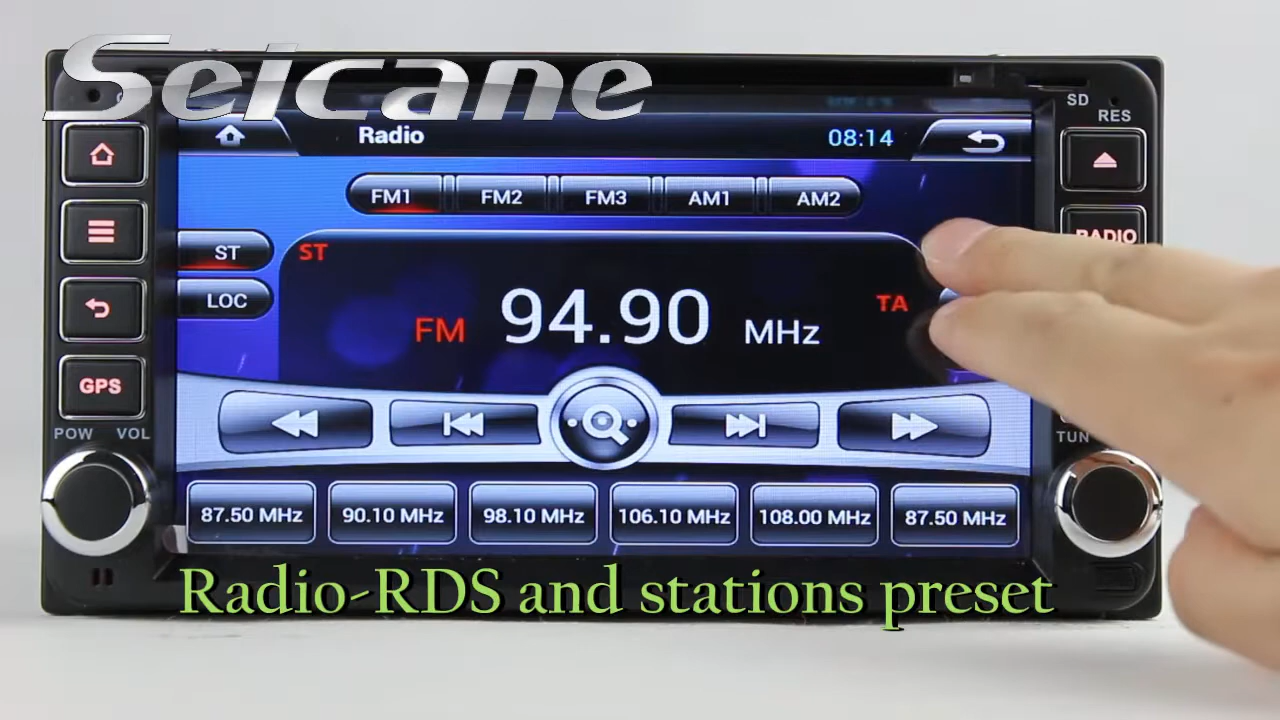 Seicane
SD
RES
Radio
08:14
FM1 FM2 FM3 AM1 AM2
RADIO
ST
ST
LOC
FM 94.90 MHz
TA
GPS
POW VOL
TUN
87.50 MHz 90.10 MHz 98.10 MHz 106.10 MHz 108.00 MHz 87.50 MHz
Radio-RDS and stations preset